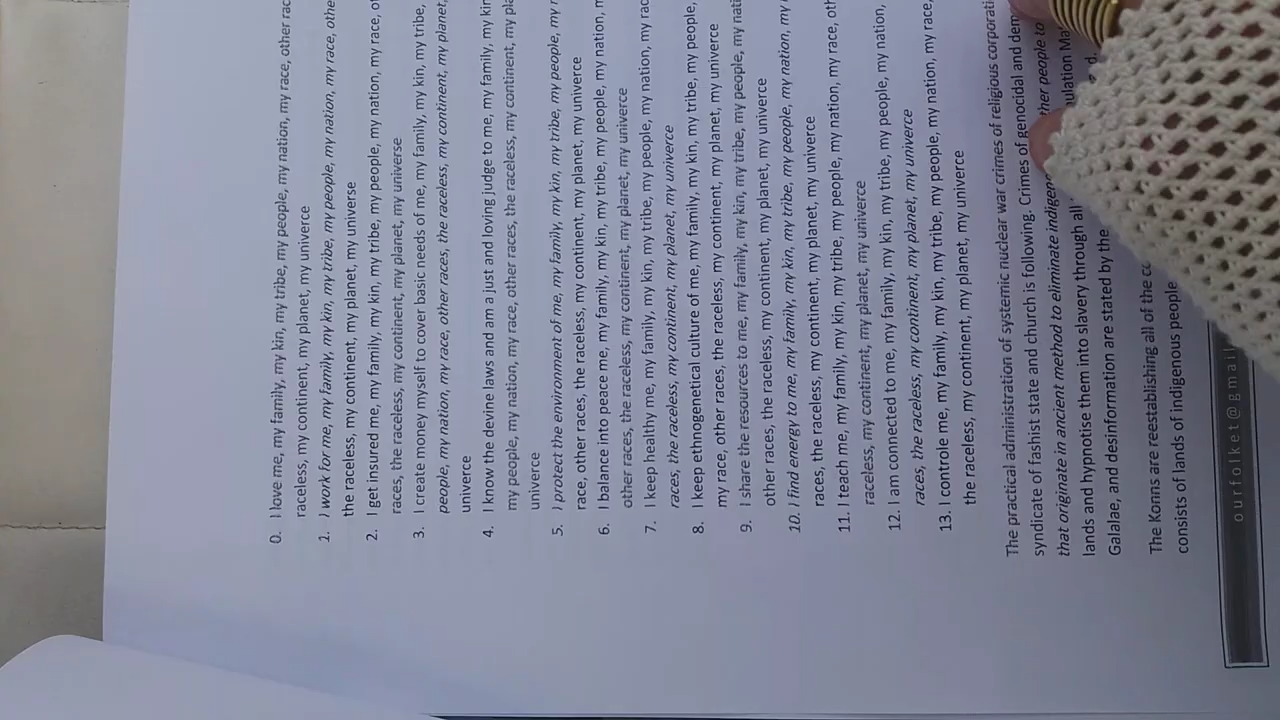 0. I love me, my family, my kin, my tribe, my people, my nation, my race, other
raceless, my continent, my planet, my univerce
1. I work for me, my family, my kin, my tribe, my people, my nation, my race,
the raceless, my continent, my planet, my universe
2. I get insured me, my family, my kin, my tribe, my people, my nation, my race,
races, the raceless, my continent, my planet, my universe
3. I create money myself to cover basic needs of me, my family, my kin, my tribe,
people, my nation, my race, other races, the raceless, my continent, my planet,
univerce
4. I know the devine laws and am a just and loving judge to me, my family, my
my people, my nation, my race, other races, the raceless, my continent, my
univerce
5. I protect the environment of me, my family, my kin, my tribe, my people, my
race, other races, the raceless, my continent, my planet, my univerce
6. I balance into peace me, my family, my kin, my tribe, my people, my nation,
other races, the raceless, my continent, my planet, my univerce
7. I keep healthy me, my family, my kin, my tribe, my people, my nation, my
races, the raceless, my continent, my planet, my univerce
8. I keep ethnogenetical culture of me, my family, my kin, my tribe, my people,
my race, other races, the raceless, my continent, my planet, my univerce
9. I share the resources to me, my family, my kin, my tribe, my people, my
other races, the raceless, my continent, my planet, my univerce
10. I find energy to me, my family, my kin, my tribe, my people, my nation, my
races, the raceless, my continent, my planet, my univerce
11. I teach me, my family, my kin, my tribe, my people, my nation, my race,
raceless, my continent, my planet, my univerce
12. I am connected to me, my family, my kin, my tribe, my people, my nation,
races, the raceless, my continent, my planet, my univerce
13. I controle me, my family, my kin, my tribe, my people, my nation, my race,
the raceless, my continent, my planet, my univerce
The practical administration of systemic nuclear war crimes of religious
syndicate of fashist state and church is following. Crimes of genocidal and
that originate in ancient method to eliminate people to
lands and hypnotise them into slavery through all
Galalae, and desinformation are stated by the
The Konns are reestablishing all of the
consists of lands of indigenous people
ourfolket@gmail